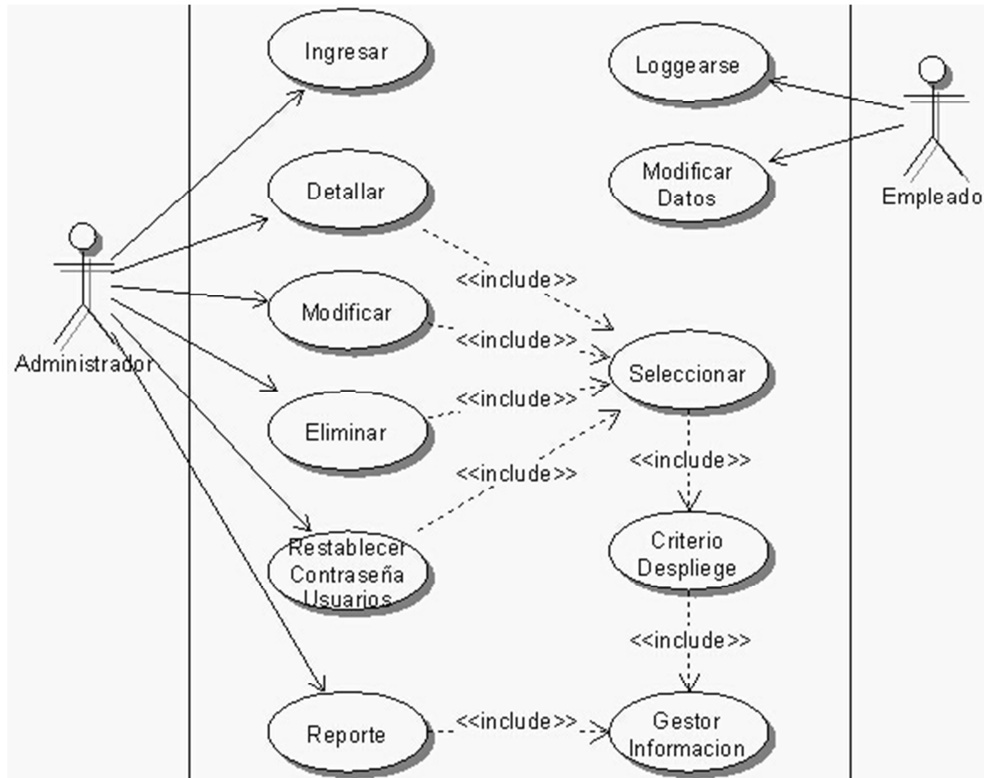 Ingresar
Loggearse
Detallar
Modificar
Datos
Empleado
<<include>>
Modificar
<<include>>
Administrador
Seleccionar
<<include>>
Eliminar
<<include>>
<<include>>
Restablecer
Contraseña
Usuarios
Criterio
Despliege
<<include>>
Reporte
<<include>>
Gestor
Informacion